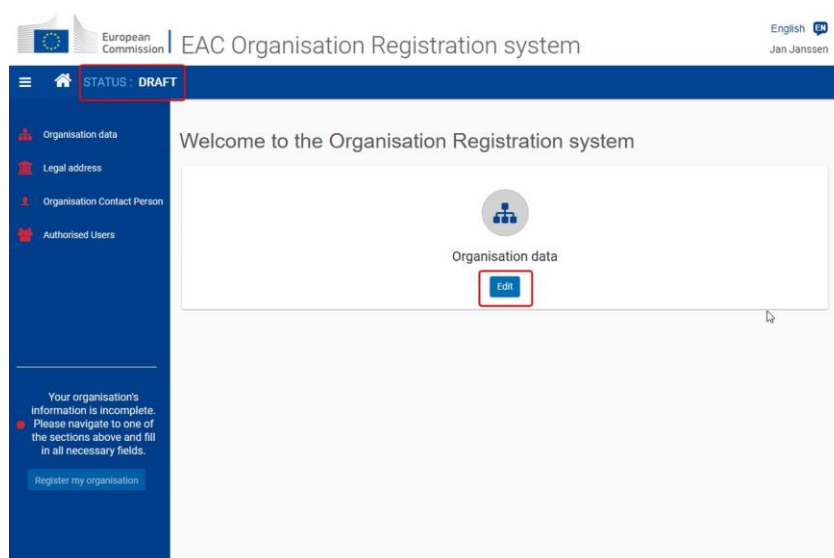 European
Commission
EAC Organisation Registration system
English EN
Jan Janssen
STATUS : DRAFT
Organisation data
Legal address
Organisation Contact Person
Authorised Users
Welcome to the Organisation Registration system
Organisation data
Edit
Your organisation's
information is incomplete.
Please navigate to one of
the sections above and fill
in all necessary fields.
Register my organisation